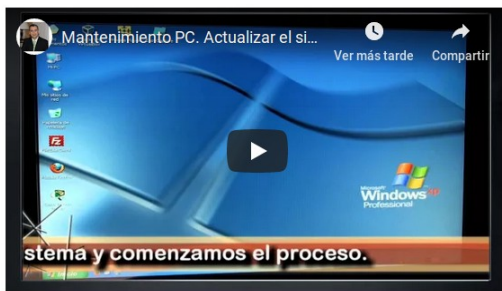 Mantenimiento PC. Actualizar el si...
Ver más tarde
Compartir
Microsoft
Windows xp
Professional
stema y comenzamos el proceso.